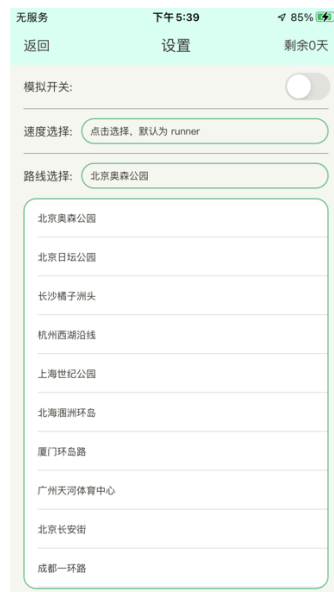 无服务 下午5:39 85%
返回 设置 剩余0天
模拟开关:
速度选择: 点击选择，默认为 runner
路线选择: 北京奥森公园
北京奥森公园
北京日坛公园
长沙橘子洲头
杭州西湖沿线
上海世纪公园
北海涠洲环岛
厦门环岛路
广州天河体育中心
北京长安街
成都一环路